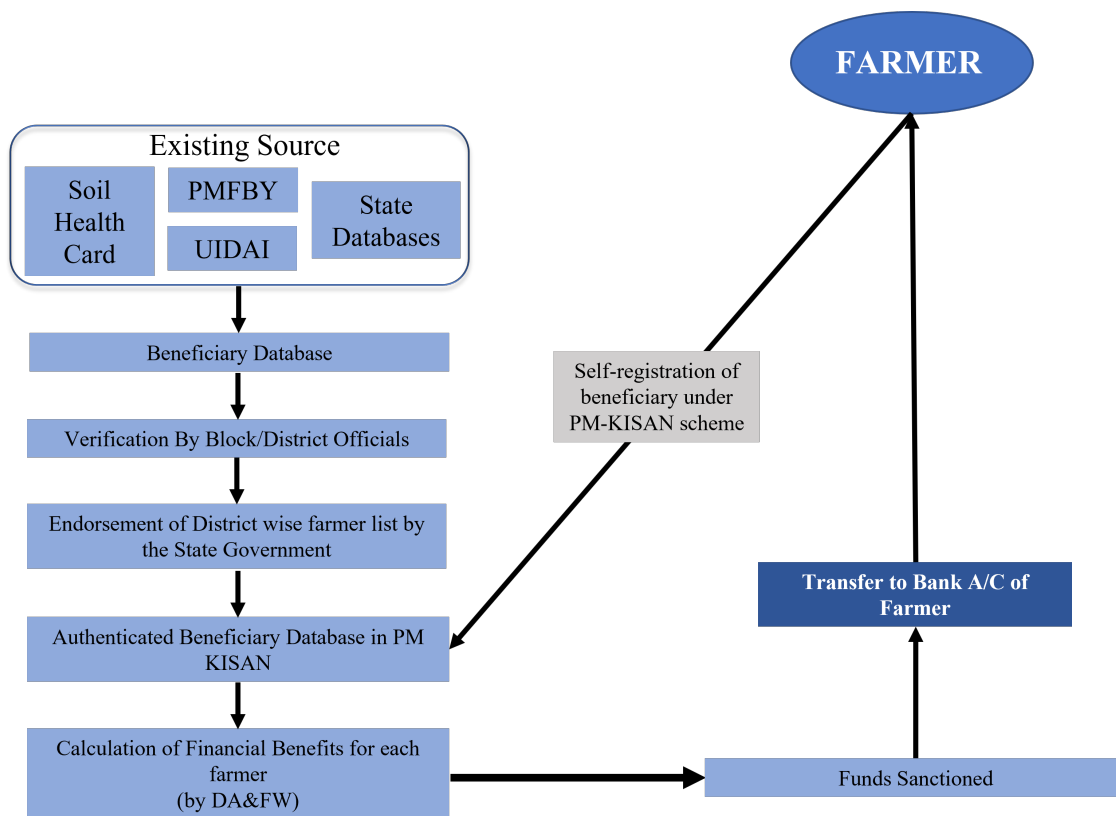 FARMER
Existing Source
Soil
Health
Card
PMFBY
UIDAI
State
Databases
Beneficiary Database
Verification By Block/District Officials
Endorsement of District wise farmer list by
the State Government
Authenticated Beneficiary Database in PM
KISAN
Calculation of Financial Benefits for each
farmer
(by DA&FW)
Self-registration of
beneficiary under
PM-KISAN scheme
Transfer to Bank A/C of
Farmer
Funds Sanctioned